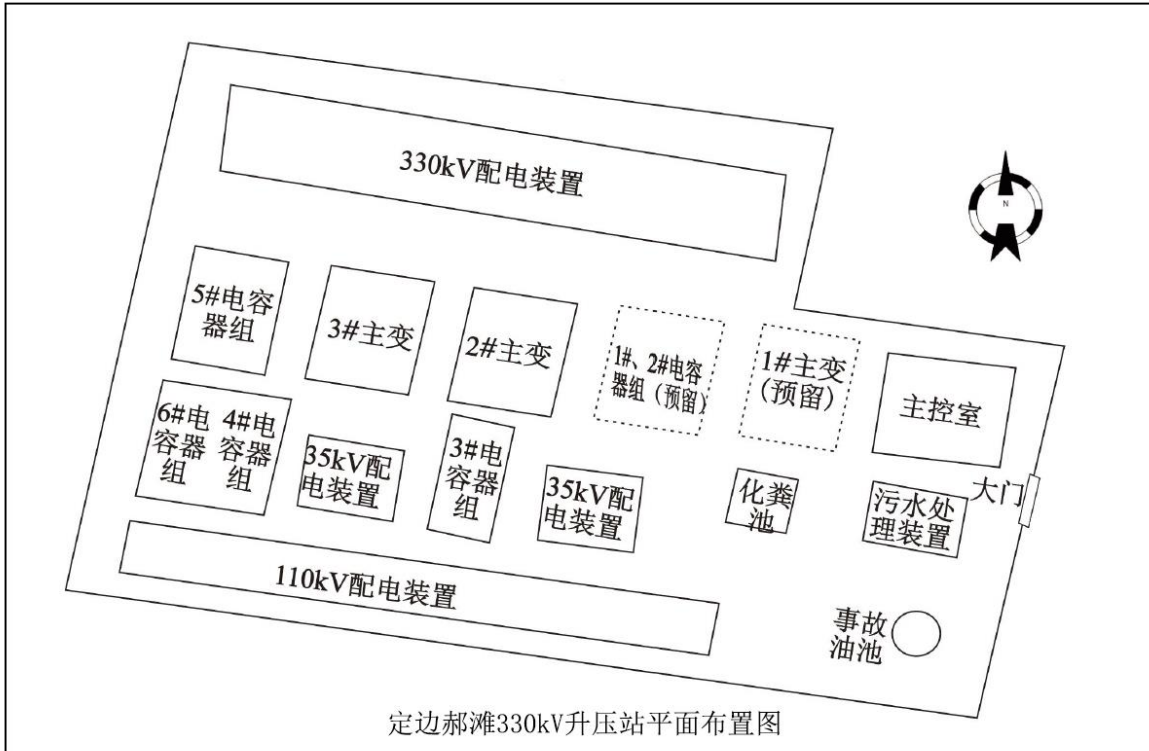 330kV配电装置
N
5#电容
器组
3#主变
2#主变
1#、2#电容
器组（预留）
1#主变
（预留）
主控室
6#电
容器
组
4#电
容器
组
35kV配
电装置
3#电
容器
组
35kV配
电装置
化粪
池
污水处
理装置
大门
110kV配电装置
事故
油池
定边郝滩330kV升压站平面布置图